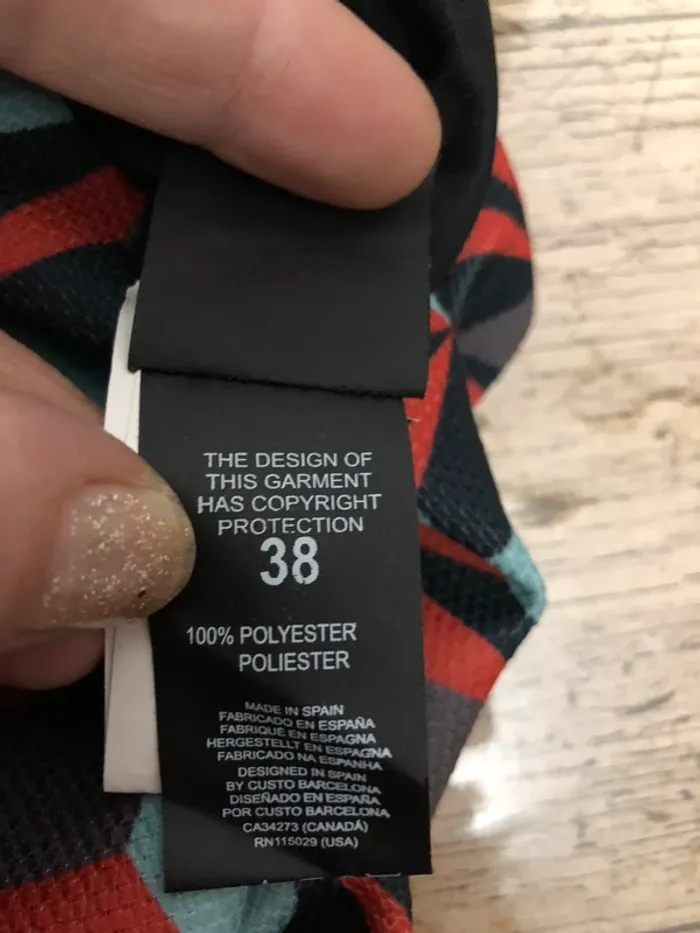 THE DESIGN OF
THIS GARMENT
HAS COPYRIGHT
PROTECTION
38
100% POLYESTER
POLIESTER
MADE IN SPAIN
FABRICADO EN ESPAÑA
FABRIQUÉ EN ESPAGNA
HERGESTELLT EN ESPAGNA
FABRICADO NA ESPANHA
DESIGNED IN SPAIN
BY CUSTO BARCELONA
DISEÑADO EN ESPAÑA
POR CUSTO BARCELONA
CA34273 (CANADÁ)
RN115029 (USA)